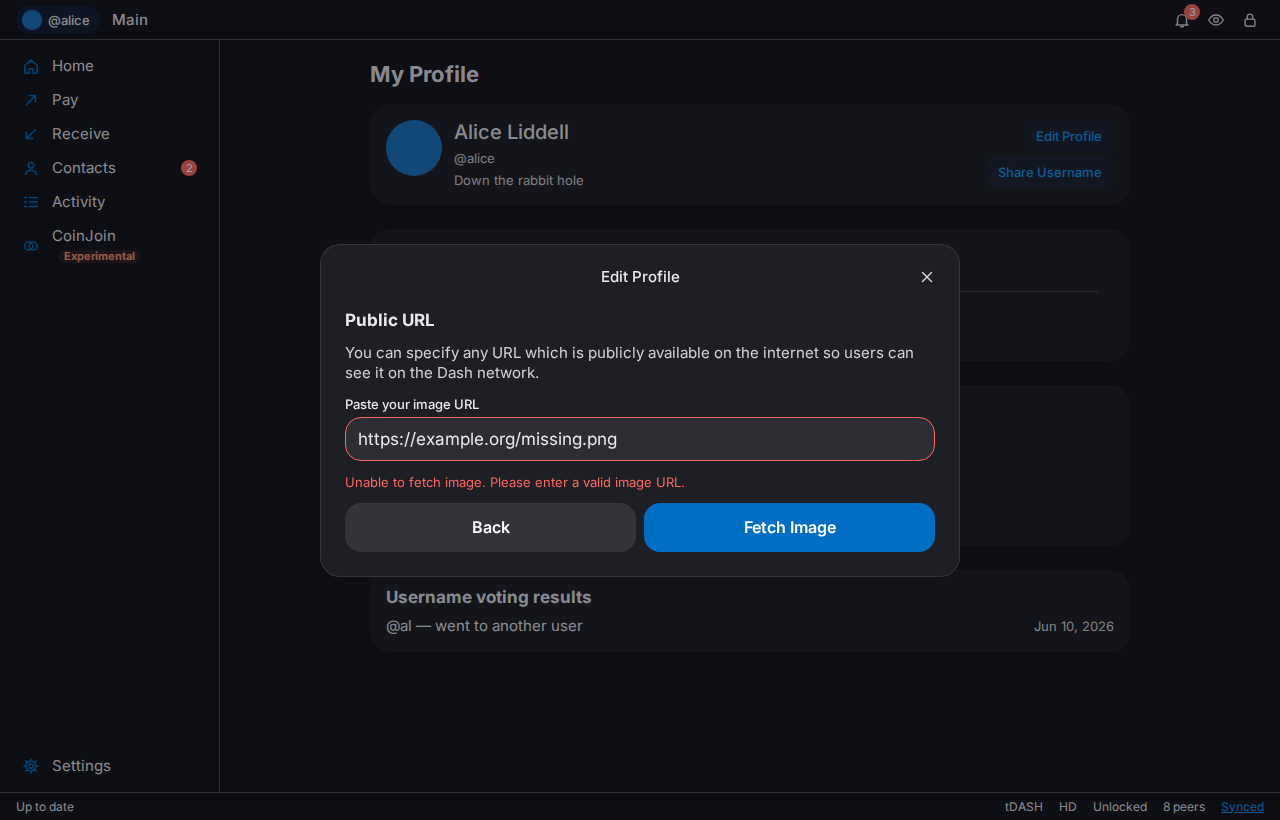 @alice
Main
3
Home
Pay
Receive
Contacts
2
Activity
CoinJoin
Experimental
Settings
My Profile
Alice Liddell
@alice
Down the rabbit hole
Edit Profile
Share Username
Edit Profile
Public URL
You can specify any URL which is publicly available on the internet so users can
see it on the Dash network.
Paste your image URL
https://example.org/missing.png
Unable to fetch image. Please enter a valid image URL.
Back
Fetch Image
Username voting results
@al — went to another user
Jun 10, 2026
Up to date
tDASH
HD
Unlocked
8 peers
Synced